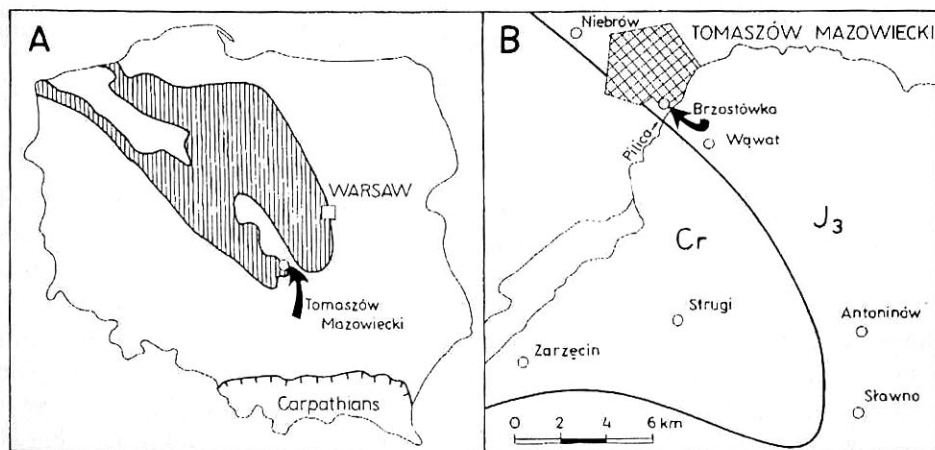 A
WARSAW
Tomaszów
Mazowiecki
Carpathians
B
Niebrów
TOMASZÓW MAZOWIECKI
Brzostówka
Pilica
Wąwat
J₃
Cr
Strugi
Antoninów
Zarzęcin
Sławno
0 2 4 6 km